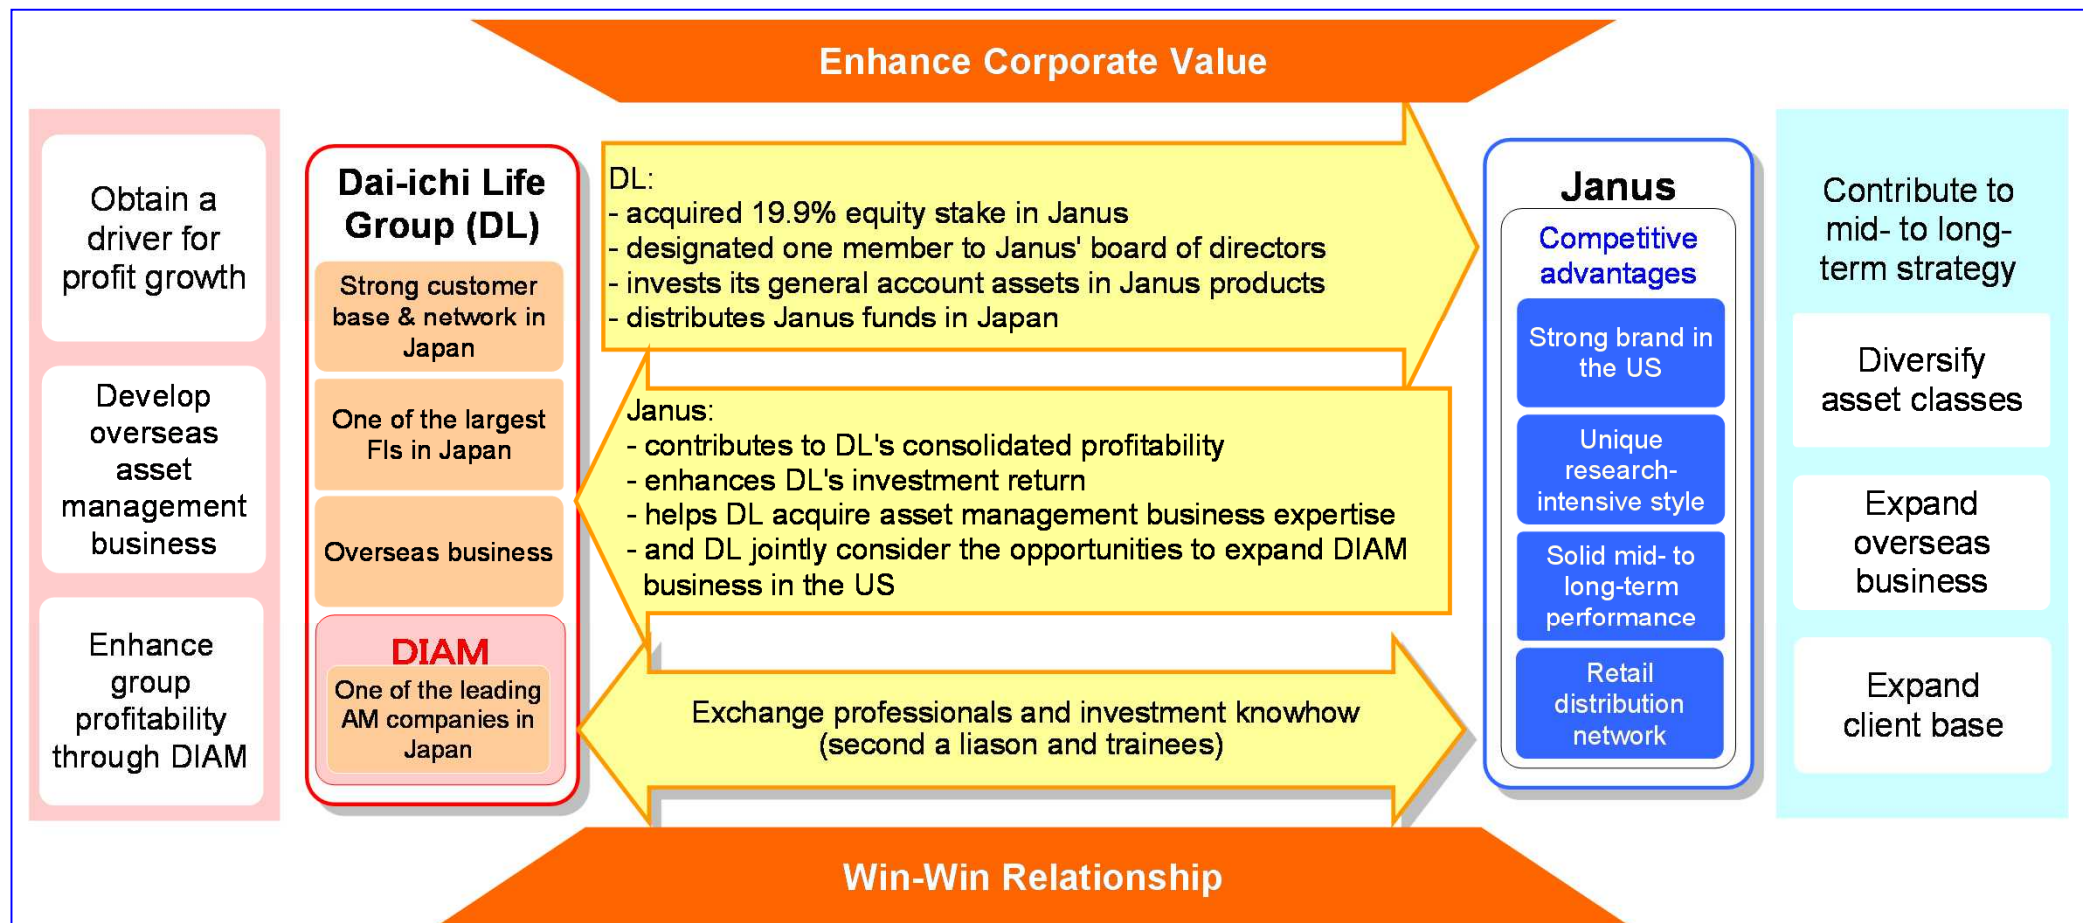 Enhance Corporate Value
Obtain a
driver for
profit growth
Develop
overseas
asset
management
business
Enhance
group
profitability
through DIAM
Dai-ichi Life
Group (DL)
Strong customer
base & network in
Japan
One of the largest
FIs in Japan
Overseas business
DIAM
One of the leading
AM companies in
Japan
DL:
- acquired 19.9% equity stake in Janus
- designated one member to Janus' board of directors
- invests its general account assets in Janus products
- distributes Janus funds in Japan
Janus:
- contributes to DL's consolidated profitability
- enhances DL's investment return
- helps DL acquire asset management business expertise
- and DL jointly consider the opportunities to expand DIAM
business in the US
Exchange professionals and investment knowhow
(second a liason and trainees)
Janus
Competitive
advantages
Strong brand in
the US
Unique
research-
intensive style
Solid mid- to
long-term
performance
Retail
distribution
network
Contribute to
mid- to long-
term strategy
Diversify
asset classes
Expand
overseas
business
Expand
client base
Win-Win Relationship